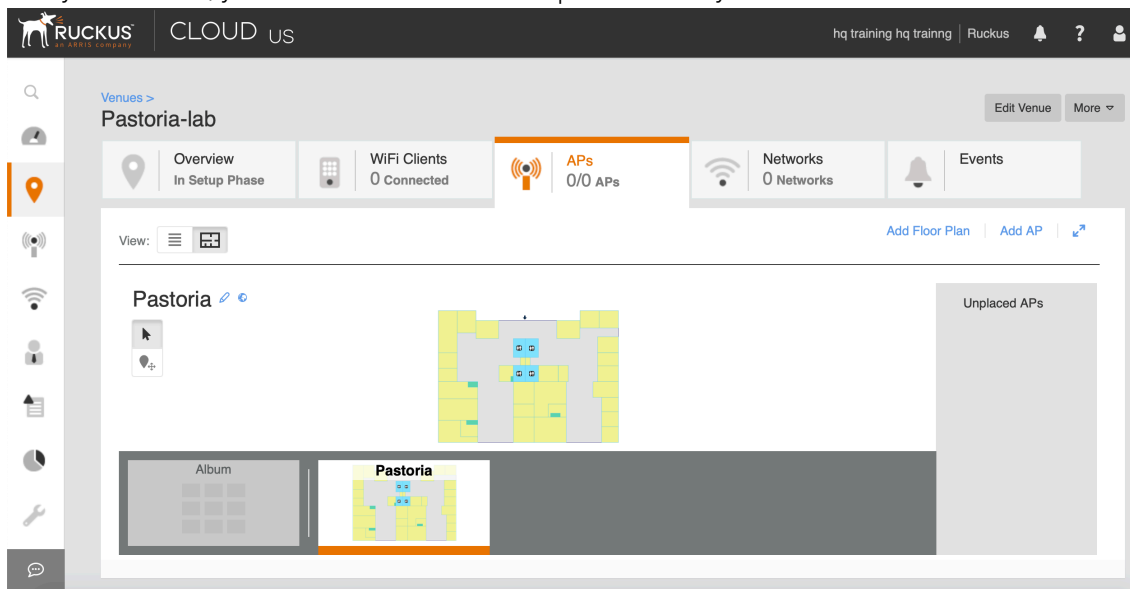 RUCKUS
an ARRIS company
CLOUD US
hq training hq trainng
Ruckus
?
Venues >
Pastoria-lab
Edit Venue
More
Overview
In Setup Phase
WiFi Clients
0 Connected
APs
0/0 APs
Networks
0 Networks
Events
View:
Add Floor Plan
Add AP
Pastoria
Unplaced APs
Album
Pastoria